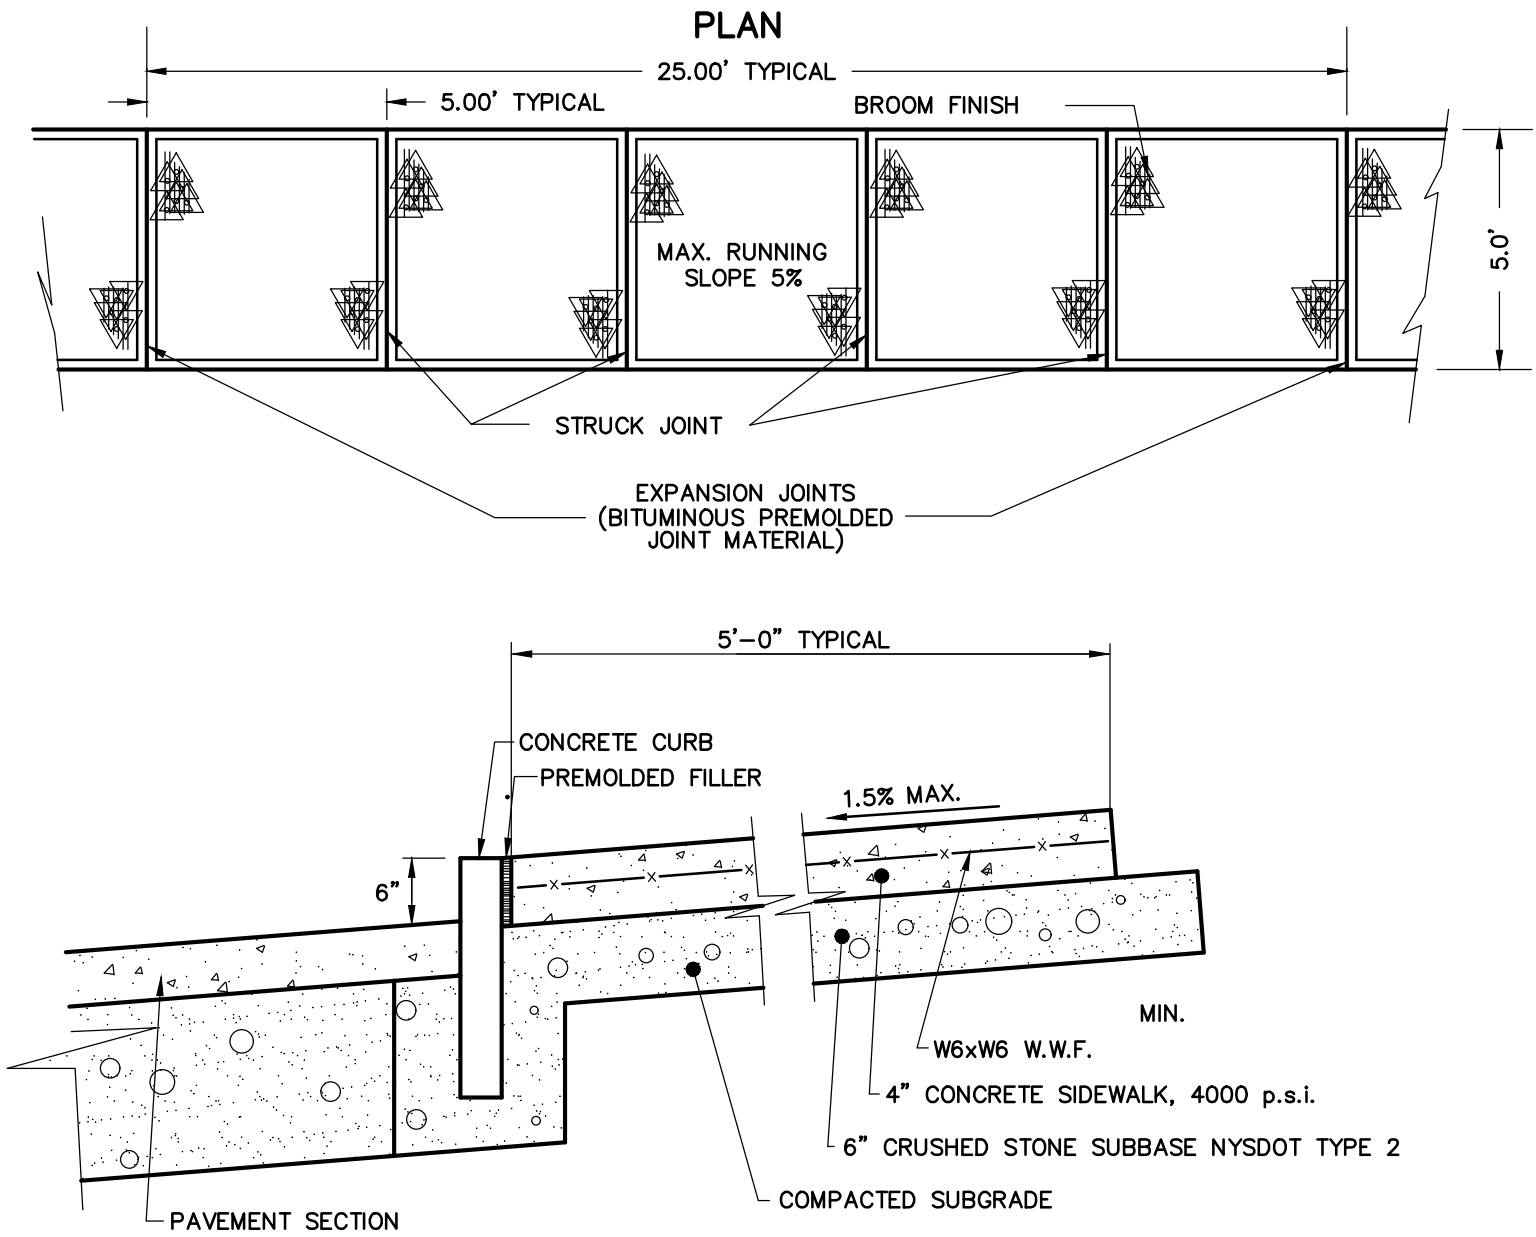 PLAN
25.00' TYPICAL
5.00' TYPICAL
BROOM FINISH
MAX. RUNNING
SLOPE 5%
5.0'
STRUCK JOINT
EXPANSION JOINTS
(BITUMINOUS PREMOLDED
JOINT MATERIAL)
5'-0" TYPICAL
CONCRETE CURB
PREMOLDED FILLER
1.5% MAX.
6"
MIN.
W6xW6 W.W.F.
4" CONCRETE SIDEWALK, 4000 p.s.i.
6" CRUSHED STONE SUBBASE NYSDOT TYPE 2
COMPACTED SUBGRADE
PAVEMENT SECTION